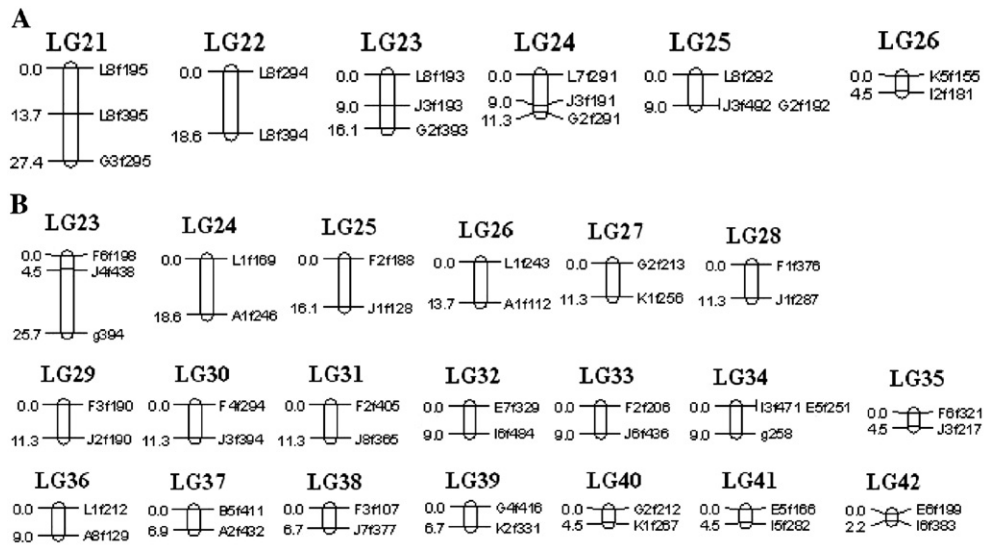 A
LG21 LG22 LG23 LG24 LG25 LG26
0.0 L8f195
13.7 L8f395
27.4 G3f295
0.0 L8f294
18.6 L8f394
0.0 L8f193
9.0 J3f193
16.1 G2f393
0.0 L7f291
9.0 J3f191
11.3 G2f291
0.0 L8f292
9.0 J3f492 G2f192
0.0 K5f155
4.5 I2f181
B
LG23 LG24 LG25 LG26 LG27 LG28
0.0 F6f198
4.5 J4f438
25.7 g394
0.0 L1f169
18.6 A1f246
0.0 F2f188
16.1 J1f128
0.0 L1f243
13.7 A1f112
0.0 G2f213
11.3 K1f256
0.0 F1f376
11.3 J1f287
LG29 LG30 LG31 LG32 LG33 LG34 LG35
0.0 F3f190
11.3 J2f190
0.0 F4f294
11.3 J3f394
0.0 F2f405
11.3 J8f365
0.0 E7f329
9.0 I6f484
0.0 F2f206
9.0 J6f436
0.0 I3f471 E5f251
9.0 g258
0.0 F6f321
4.5 J3f217
LG36 LG37 LG38 LG39 LG40 LG41 LG42
0.0 L1f212
9.0 A8f129
0.0 B5f411
6.9 A2f432
0.0 F3f107
6.7 J7f377
0.0 G4f416
6.7 K2f331
0.0 G2f212
4.5 K1f267
0.0 E5f166
4.5 I5f282
0.0 E6f199
2.2 I6f383